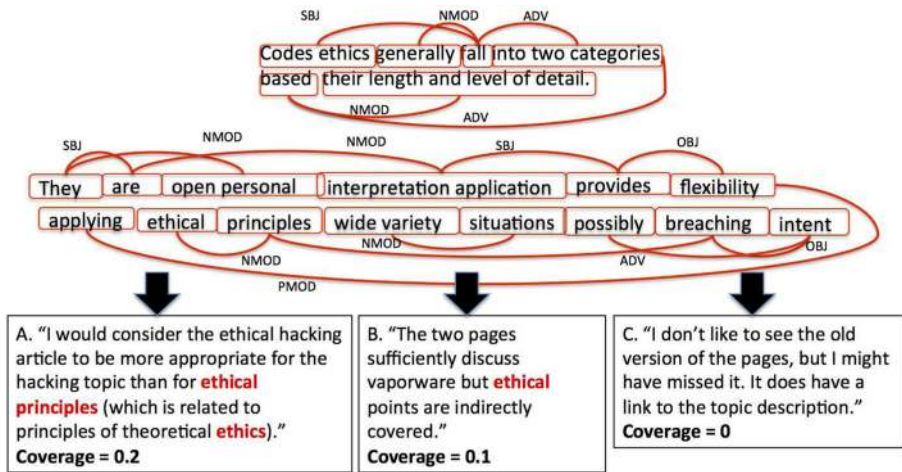 SBJ NMOD ADV
Codes ethics generally fall into two categories
based their length and level of detail.
NMOD ADV
SBJ NMOD NMOD SBJ OBJ
They are open personal interpretation application provides flexibility
applying ethical principles wide variety situations possibly breaching intent
NMOD NMOD ADV OBJ
PMOD
A. “I would consider the ethical hacking
article to be more appropriate for the
hacking topic than for ethical
principles (which is related to
principles of theoretical ethics).”
Coverage = 0.2
B. “The two pages
sufficiently discuss
vaporware but ethical
points are indirectly
covered.”
Coverage = 0.1
C. “I don’t like to see the old
version of the pages, but I might
have missed it. It does have a
link to the topic description.”
Coverage = 0